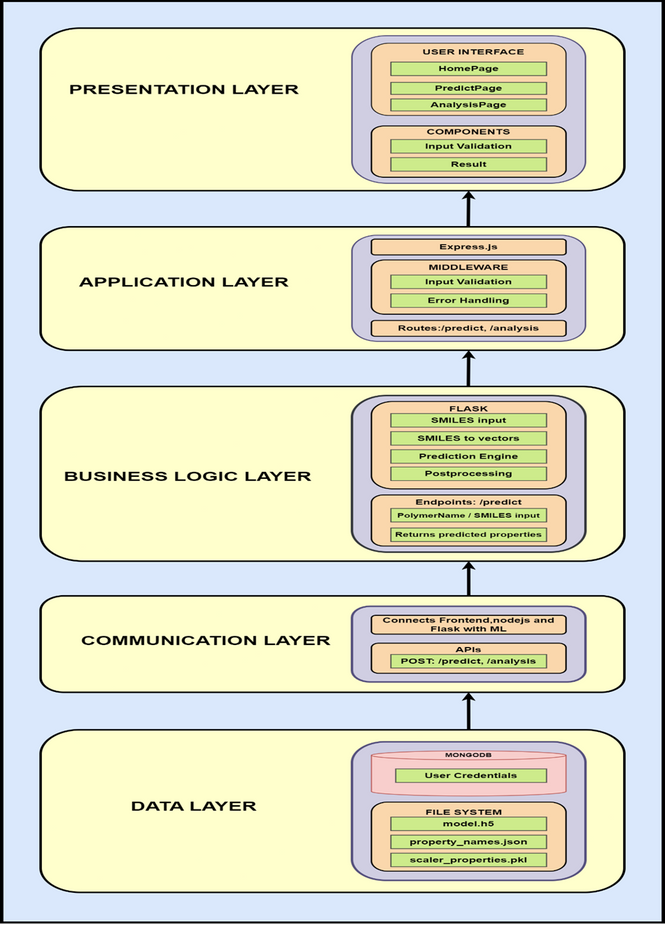 PRESENTATION LAYER
USER INTERFACE
HomePage
PredictPage
AnalysisPage
COMPONENTS
Input Validation
Result
APPLICATION LAYER
Express.js
MIDDLEWARE
Input Validation
Error Handling
Routes:/predict, /analysis
BUSINESS LOGIC LAYER
FLASK
SMILES input
SMILES to vectors
Prediction Engine
Postprocessing
Endpoints: /predict
PolymerName / SMILES input
Returns predicted properties
COMMUNICATION LAYER
Connects Frontend,nodejs and
Flask with ML
APIs
POST: /predict, /analysis
DATA LAYER
MONGODB
User Credentials
FILE SYSTEM
model.h5
property_names.json
scaler_properties.pkl